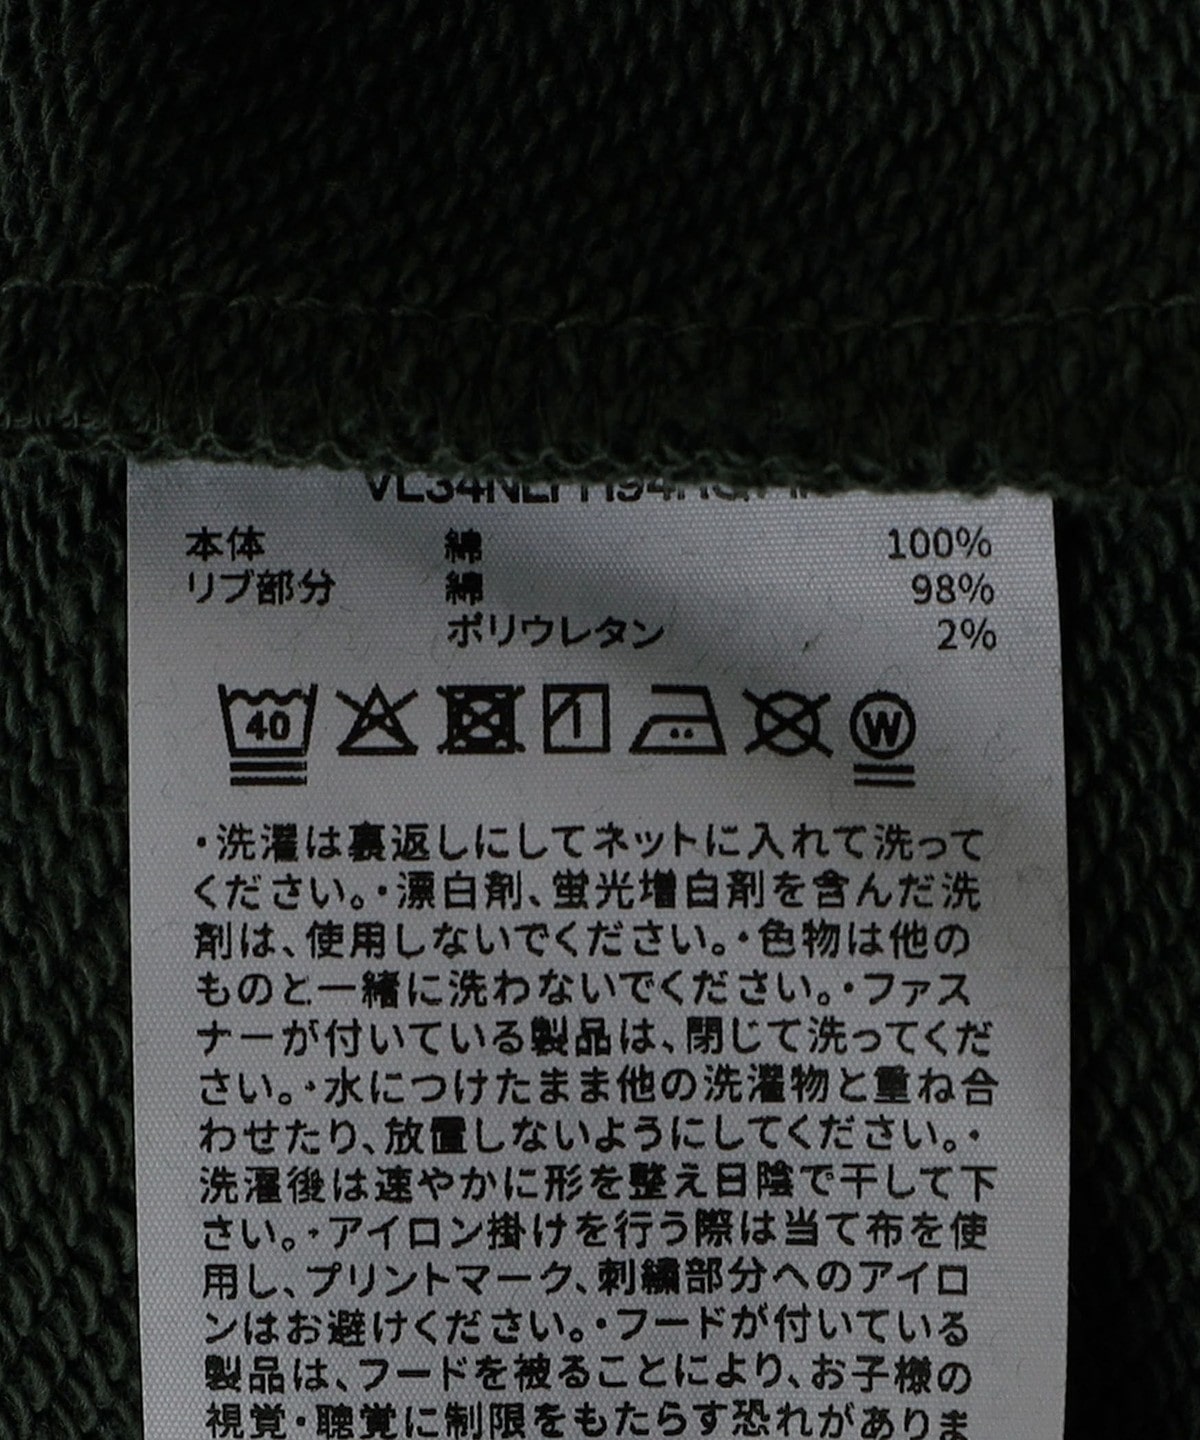 本体 綿 100%
リブ部分 綿 98%
ポリウレタン 2%
40 W
・洗濯は裏返しにしてネットに入れて洗って
ください。・漂白剤、蛍光増白剤を含んだ洗
剤は、使用しないでください。・色物は他の
ものと一緒に洗わないでください。・ファス
ナーが付いている製品は、閉じて洗ってくだ
さい。・水につけたまま他の洗濯物と重ね合
わせたり、放置しないようにしてください。・
洗濯後は速やかに形を整え日陰で干して下
さい。・アイロン掛けを行う際は当て布を使
用し、プリントマーク、刺繍部分へのアイロ
ンはお避けください。・フードが付いている
製品は、フードを被ることにより、お子様の
視覚・聴覚に制限をもたらす恐れがありま